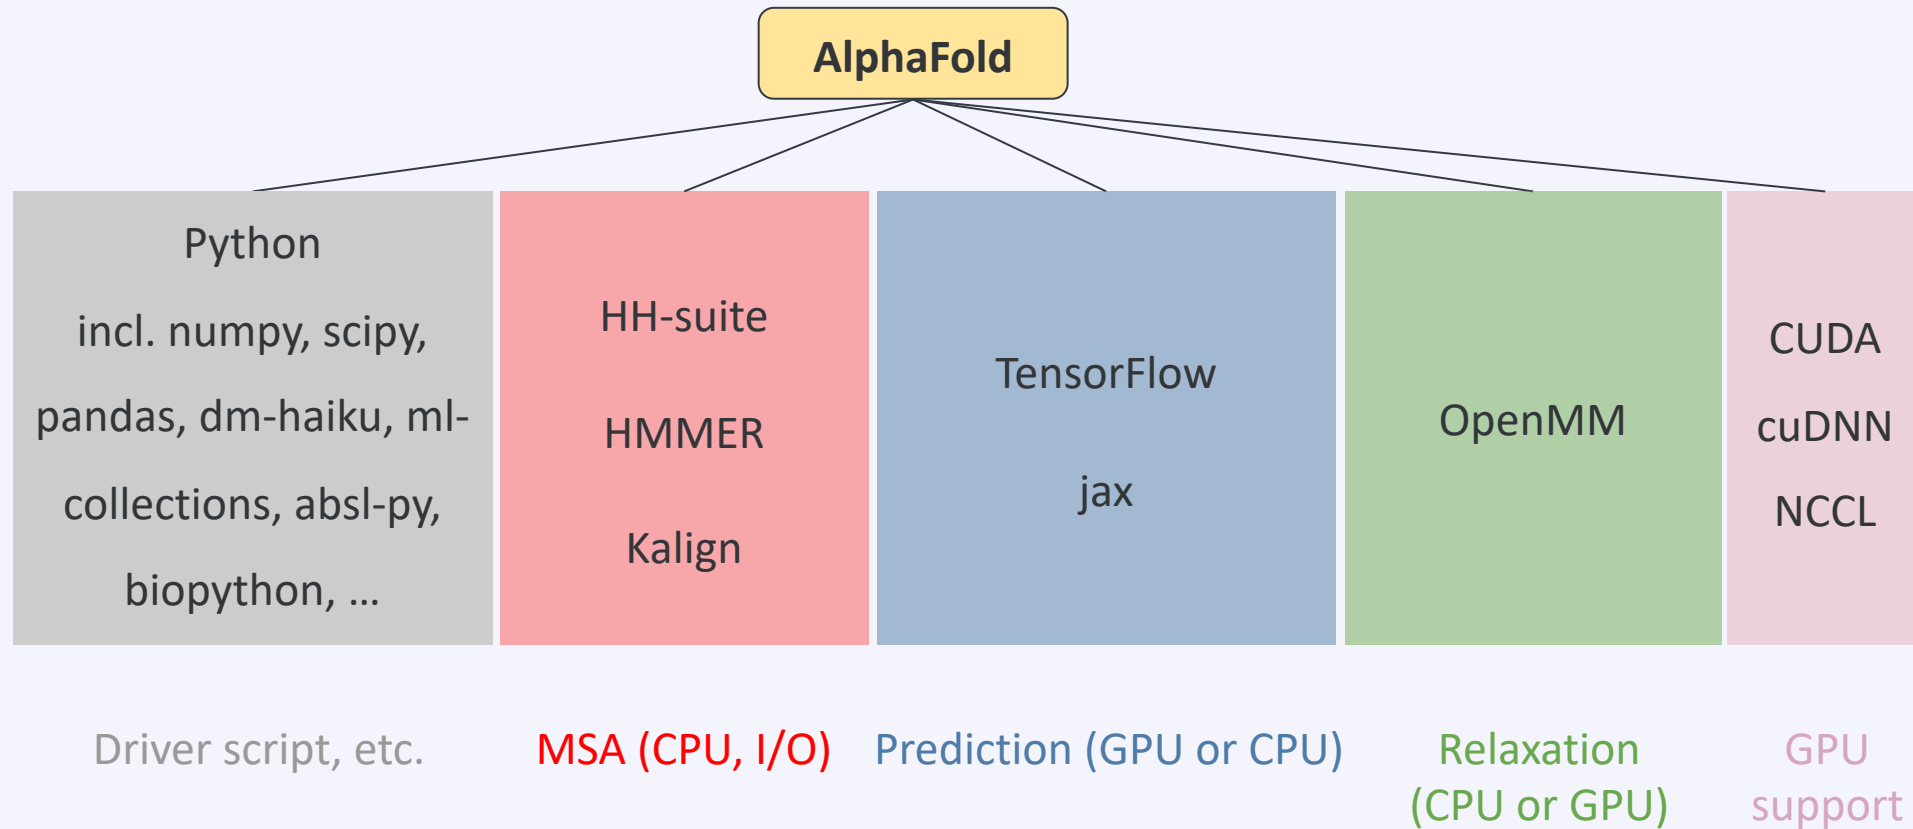 AlphaFold
Python
incl. numpy, scipy,
pandas, dm-haiku, ml-
collections, absl-py,
biopython, ...
HH-suite
HMMER
Kalign
TensorFlow
jax
OpenMM
CUDA
cuDNN
NCCL
Driver script, etc.
MSA (CPU, I/O)
Prediction (GPU or CPU)
Relaxation
(CPU or GPU)
GPU
support